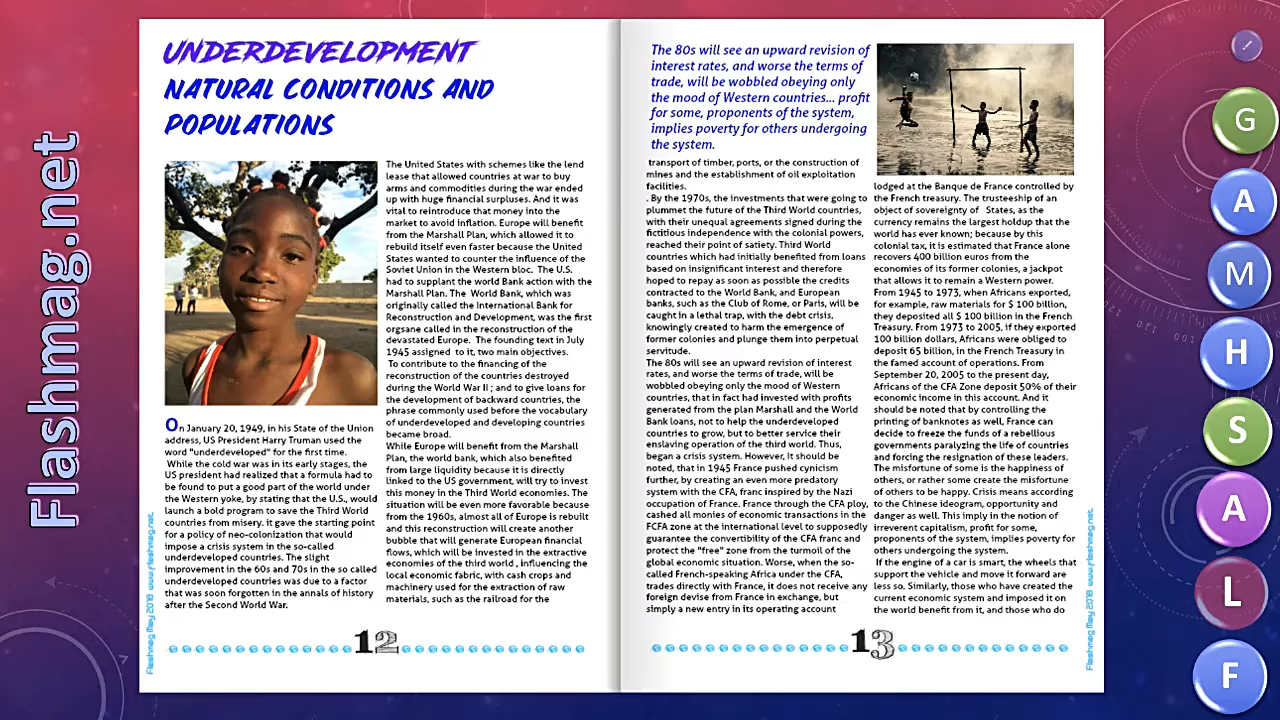 Flashmag.net
UNDERDEVELOPMENT
NATURAL CONDITIONS AND
POPULATIONS
On January 20, 1949, in his State of the Union
address, US President Harry Truman used the
word "underdeveloped" for the first time.
While the cold war was in its early stages, the
US president had realized that a formula had to
be found to put a good part of the world under
the Western yoke, by stating that the U.S., would
launch a bold program to save the Third World
countries from misery. it gave the starting point
for a policy of neo-colonization that would
impose a crisis system in the so-called
underdeveloped countries. The slight
improvement in the 60s and 70s in the so called
underdeveloped countries was due to a factor
that was soon forgotten in the annals of history
after the Second World War.
The United States with schemes like the lend
lease that allowed countries at war to buy
arms and commodities during the war ended
up with huge financial surpluses. And it was
vital to reintroduce that money into the
market to avoid inflation. Europe will benefit
from the Marshall Plan, which allowed it to
rebuild itself even faster because the United
States wanted to counter the influence of the
Soviet Union in the Western bloc. The U.S.
had to supplant the world Bank action with the
Marshall Plan. The World Bank, which was
originally called the International Bank for
Reconstruction and Development, was the first
orgsane called in the reconstruction of the
devastated Europe. The founding text in July
1945 assigned to it, two main objectives.
To contribute to the financing of the
reconstruction of the countries destroyed
during the World War II ; and to give loans for
the development of backward countries, the
phrase commonly used before the vocabulary
of underdeveloped and developing countries
became broad.
While Europe will benefit from the Marshall
Plan, the world bank, which also benefited
from large liquidity because it is directly
linked to the US government, will try to invest
this money in the Third World economies. The
situation will be even more favorable because
from the 1960s, almost all of Europe is rebuilt
and this reconstruction will create another
bubble that will generate European financial
flows, which will be invested in the extractive
economies of the third world , influencing the
local economic fabric, with cash crops and
machinery used for the extraction of raw
materials, such as the railroad for the
Flashmag May 2018 www.flashmag.net
12
The 80s will see an upward revision of
interest rates, and worse the terms of
trade, will be wobbled obeying only
the mood of Western countries... profit
for some, proponents of the system,
implies poverty for others undergoing
the system.
transport of timber, ports, or the construction of
mines and the establishment of oil exploitation
facilities.
. By the 1970s, the investments that were going to
plummet the future of the Third World countries,
with their unequal agreements signed during the
fictitious independence with the colonial powers,
reached their point of satiety. Third World
countries which had initially benefited from loans
based on insignificant interest and therefore
hoped to repay as soon as possible the credits
contracted to the World Bank, and European
banks, such as the Club of Rome, or Paris, will be
caught in a lethal trap, with the debt crisis,
knowingly created to harm the emergence of
former colonies and plunge them into perpetual
servitude.
The 80s will see an upward revision of interest
rates, and worse the terms of trade, will be
wobbled obeying only the mood of Western
countries, that in fact had invested with profits
generated from the plan Marshall and the World
Bank loans, not to help the underdeveloped
countries to grow, but to better service their
enslaving operation of the third world. Thus,
began a crisis system. However, It should be
noted, that in 1945 France pushed cynicism
further, by creating an even more predatory
system with the CFA, franc inspired by the Nazi
occupation of France. France through the CFA ploy,
cashed all monies of economic transactions in the
FCFA zone at the international level to supposedly
guarantee the convertibility of the CFA franc and
protect the "free" zone from the turmoil of the
global economic situation. Worse, when the so-
called French-speaking Africa under the CFA,
trades directly with France, it does not receive any
foreign devise from France in exchange, but
simply a new entry in its operating account
lodged at the Banque de France controlled by
the French treasury. The trusteeship of an
object of sovereignty of States, as the
currency remains the largest holdup that the
world has ever known; because by this
colonial tax, it is estimated that France alone
recovers 400 billion euros from the
economies of its former colonies, a jackpot
that allows it to remain a Western power.
From 1945 to 1973, when Africans exported,
for example, raw materials for $ 100 billion,
they deposited all $ 100 billion in the French
Treasury. From 1973 to 2005, if they exported
100 billion dollars, Africans were obliged to
deposit 65 billion, in the French Treasury in
the famed account of operations. From
September 20, 2005 to the present day,
Africans of the CFA Zone deposit 50% of their
economic income in this account. And it
should be noted that by controlling the
printing of banknotes as well, France can
decide to freeze the funds of a rebellious
governments paralyzing the life of countries
and forcing the resignation of these leaders.
The misfortune of some is the happiness of
others, or rather some create the misfortune
of others to be happy. Crisis means according
to the Chinese ideogram, opportunity and
danger as well. This imply in the notion of
irreverent capitalism, profit for some,
proponents of the system, implies poverty for
others undergoing the system.
If the engine of a car is smart, the wheels that
support the vehicle and move it forward are
less so. Similarly, those who have created the
current economic system and imposed it on
the world benefit from it, and those who do
13
Flashmag May 2018 www.flashmag.net
G
A
M
H
S
A
L
F